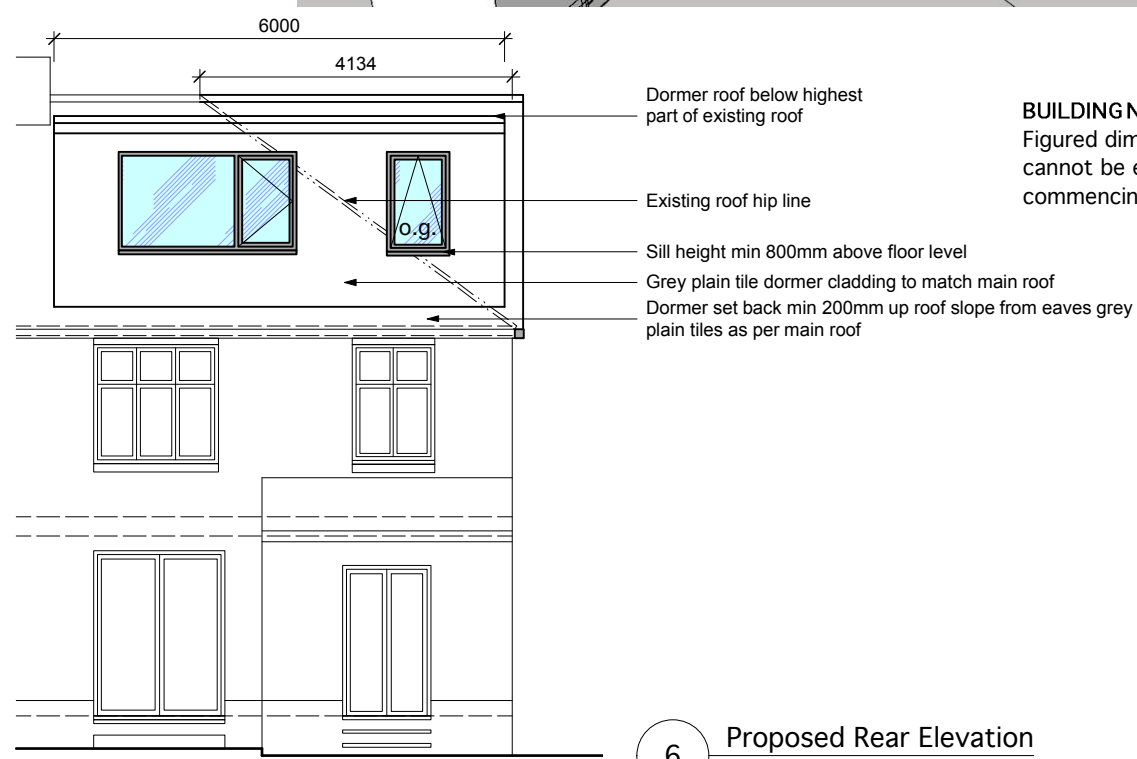 6000
4134
Dormer roof below highest
part of existing roof
BUILDING N
Figured dim
cannot be e
commencin
Existing roof hip line
o.g.
Sill height min 800mm above floor level
Grey plain tile dormer cladding to match main roof
Dormer set back min 200mm up roof slope from eaves grey
plain tiles as per main roof
6
Proposed Rear Elevation